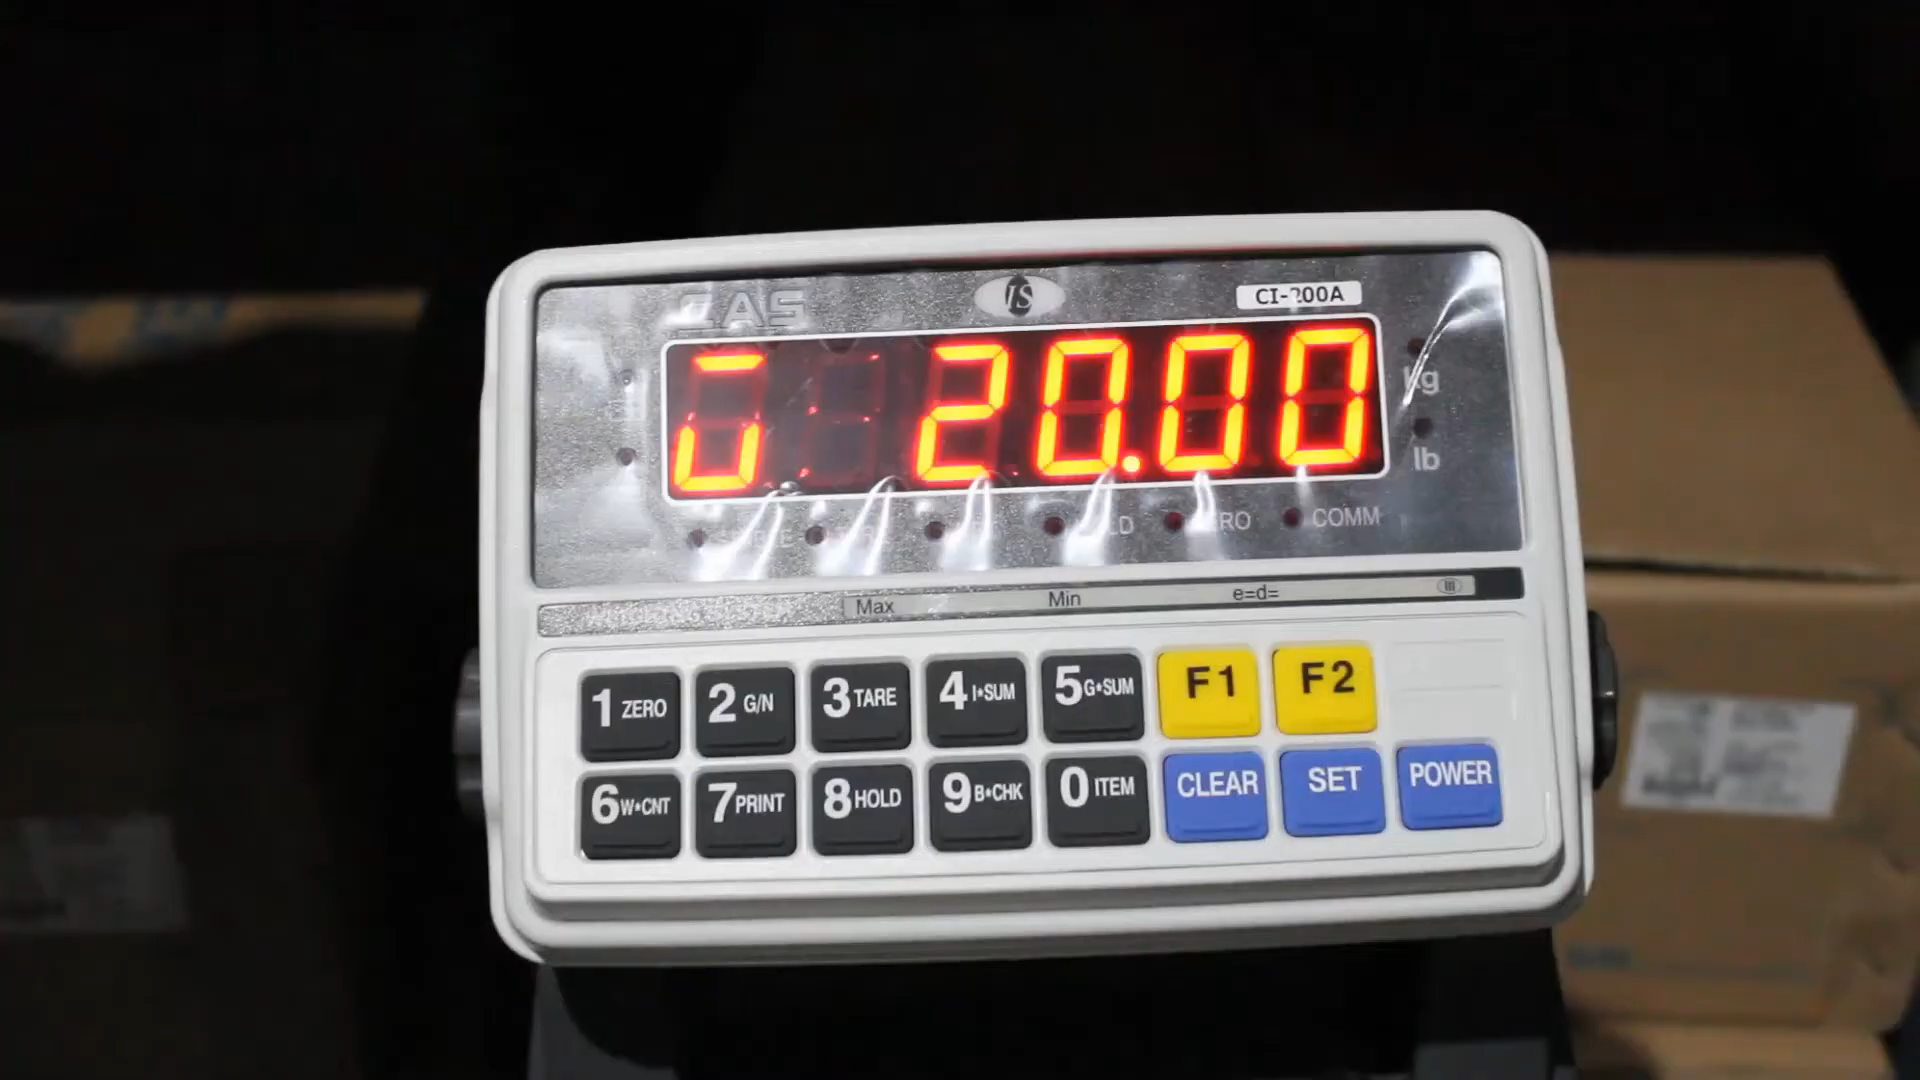 CAS
CI-200A
20.00
kg
lb
COMM
Max Min e=d= III
1 ZERO 2 G/N 3 TARE 4 I*SUM 5 G*SUM F1 F2
6 W*CNT 7 PRINT 8 HOLD 9 B*CHK 0 ITEM CLEAR SET POWER